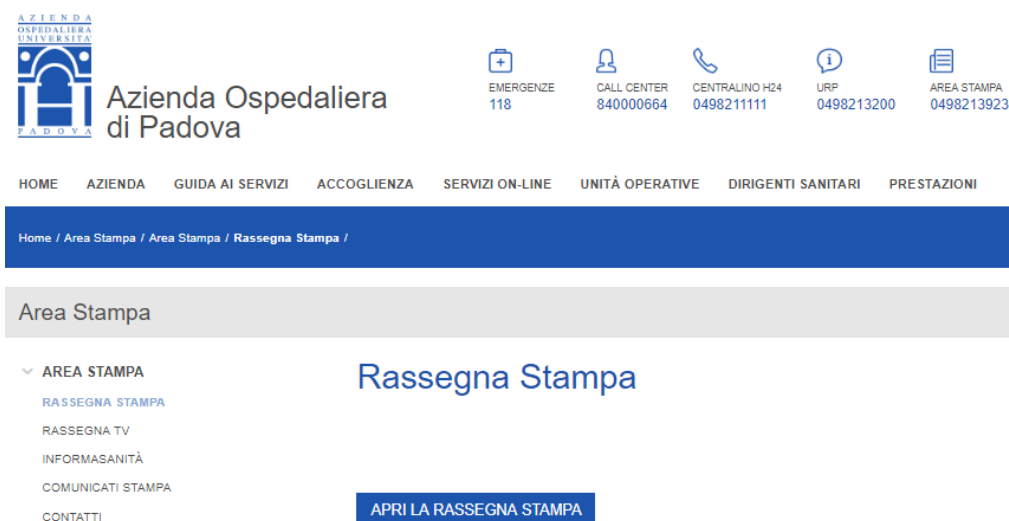 AZIENDA
OSPEDALIERA
UNIVERSITA'
PADOVA
Azienda Ospedaliera
di Padova
EMERGENZE
118
CALL CENTER
840000664
CENTRALINO H24
0498211111
URP
0498213200
AREA STAMPA
0498213923
HOME AZIENDA GUIDA AI SERVIZI ACCOGLIENZA SERVIZI ON-LINE UNITÀ OPERATIVE DIRIGENTI SANITARI PRESTAZIONI
Home / Area Stampa / Area Stampa / Rassegna Stampa /
Area Stampa
AREA STAMPA
RASSEGNA STAMPA
RASSEGNA TV
INFORMASANITÀ
COMUNICATI STAMPA
CONTATTI
Rassegna Stampa
APRI LA RASSEGNA STAMPA